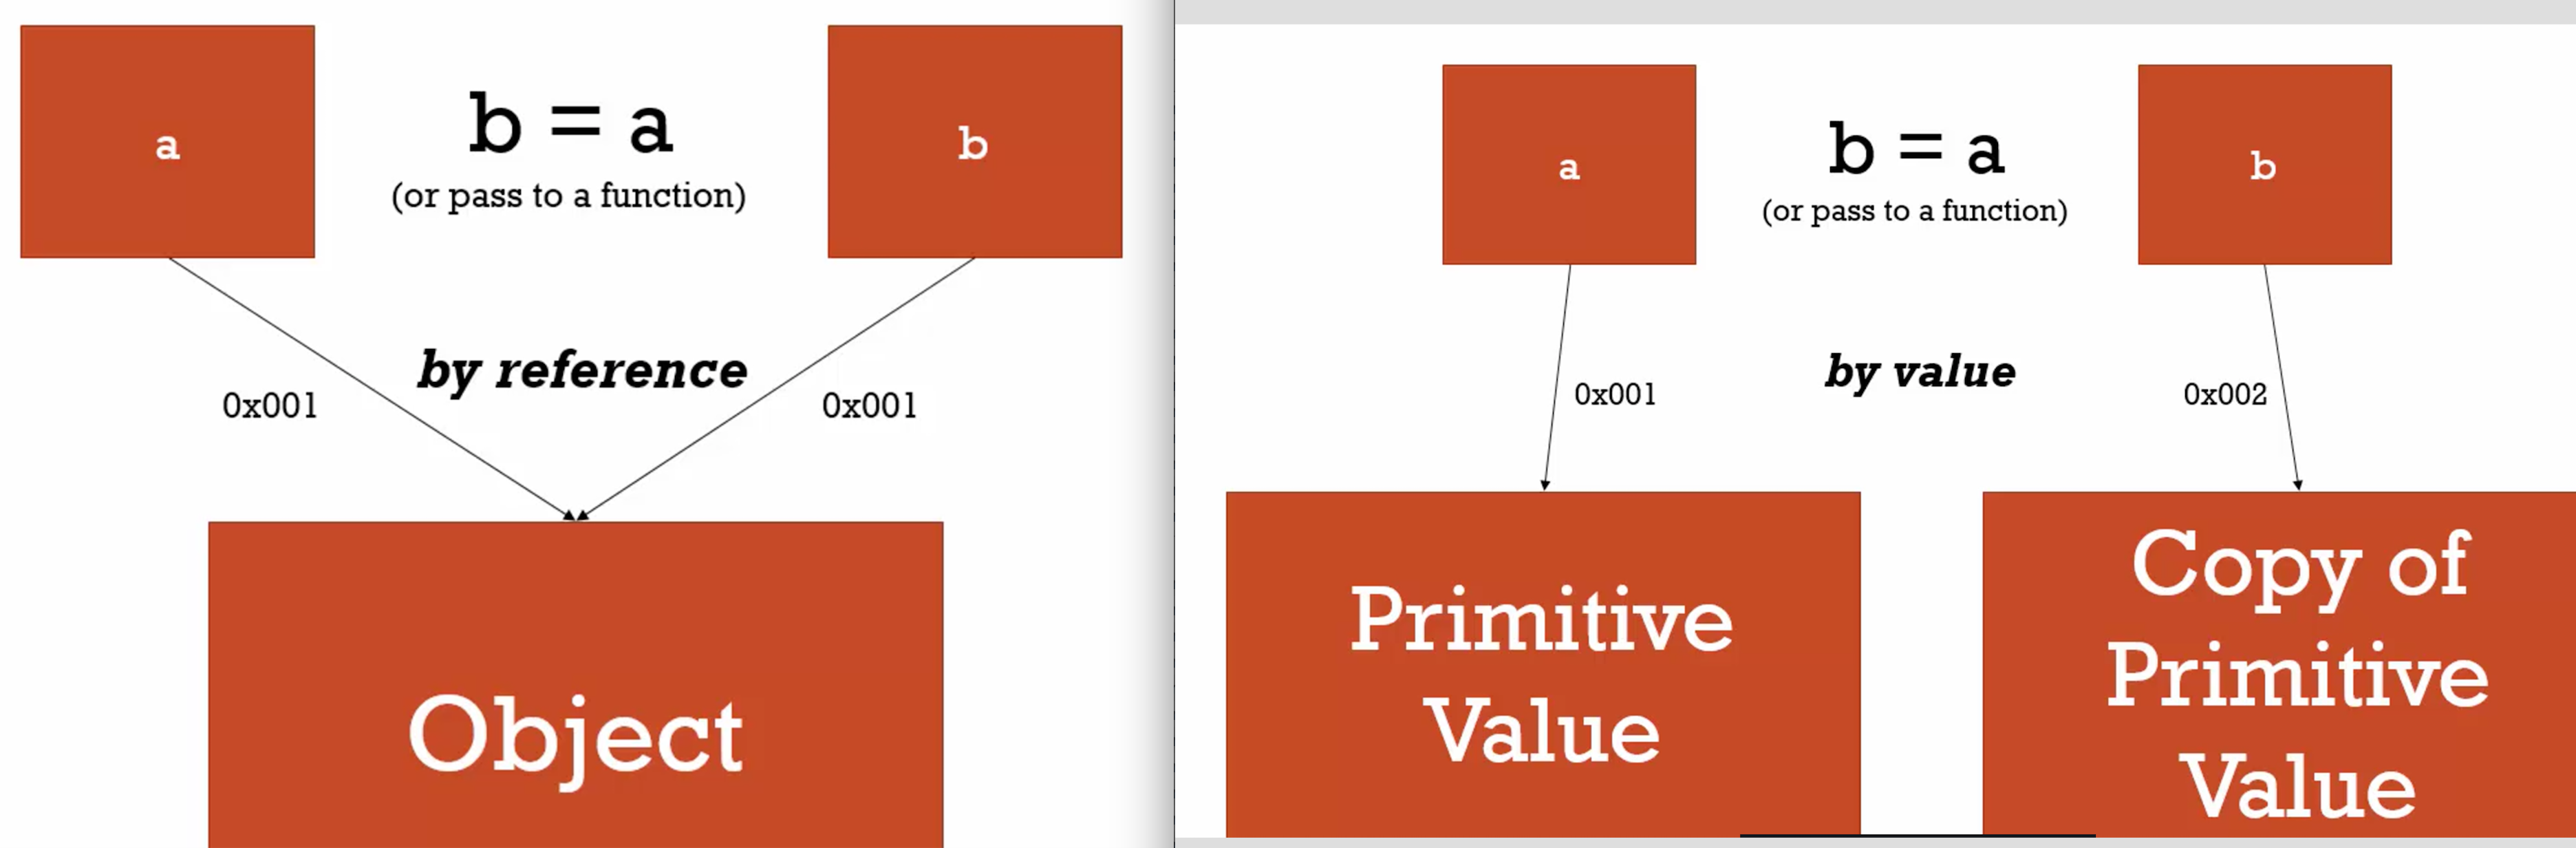 a
b = a
(or pass to a function)
b
by reference
0x001
0x001
Object
a
b = a
(or pass to a function)
b
by value
0x001
0x002
Primitive
Value
Copy of
Primitive
Value